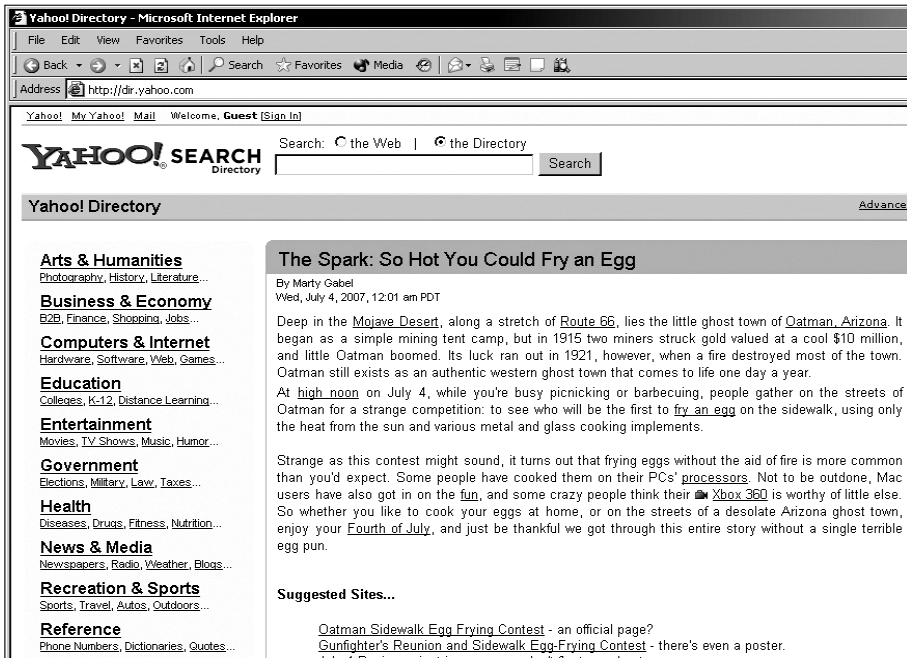 Yahoo! Directory - Microsoft Internet Explorer
File Edit View Favorites Tools Help
Back Search Favorites Media
Address http://dir.yahoo.com
Yahoo! My Yahoo! Mail Welcome, Guest [Sign In]
Search: the Web | the Directory
YAHOO! SEARCH
Directory
Search
Yahoo! Directory
Advance
Arts & Humanities
Photography, History, Literature...
Business & Economy
B2B, Finance, Shopping, Jobs...
Computers & Internet
Hardware, Software, Web, Games...
Education
Colleges, K-12, Distance Learning...
Entertainment
Movies, TV Shows, Music, Humor...
Government
Elections, Military, Law, Taxes...
Health
Diseases, Drugs, Fitness, Nutrition...
News & Media
Newspapers, Radio, Weather, Blogs...
Recreation & Sports
Sports, Travel, Autos, Outdoors...
Reference
Phone Numbers, Dictionaries, Quotes...
The Spark: So Hot You Could Fry an Egg
By Marty Gabel
Wed, July 4, 2007, 12:01 am PDT
Deep in the Mojave Desert, along a stretch of Route 66, lies the little ghost town of Oatman, Arizona. It
began as a simple mining tent camp, but in 1915 two miners struck gold valued at a cool $10 million,
and little Oatman boomed. Its luck ran out in 1921, however, when a fire destroyed most of the town.
Oatman still exists as an authentic western ghost town that comes to life one day a year.
At high noon on July 4, while you're busy picnicking or barbecuing, people gather on the streets of
Oatman for a strange competition: to see who will be the first to fry an egg on the sidewalk, using only
the heat from the sun and various metal and glass cooking implements.
Strange as this contest might sound, it turns out that frying eggs without the aid of fire is more common
than you'd expect. Some people have cooked them on their PCs' processors. Not to be outdone, Mac
users have also got in on the fun, and some crazy people think their Xbox 360 is worthy of little else.
So whether you like to cook your eggs at home, or on the streets of a desolate Arizona ghost town,
enjoy your Fourth of July, and just be thankful we got through this entire story without a single terrible
egg pun.
Suggested Sites...
Oatman Sidewalk Egg Frying Contest - an official page?
Gunfighter's Reunion and Sidewalk Egg-Frying Contest - there's even a poster.